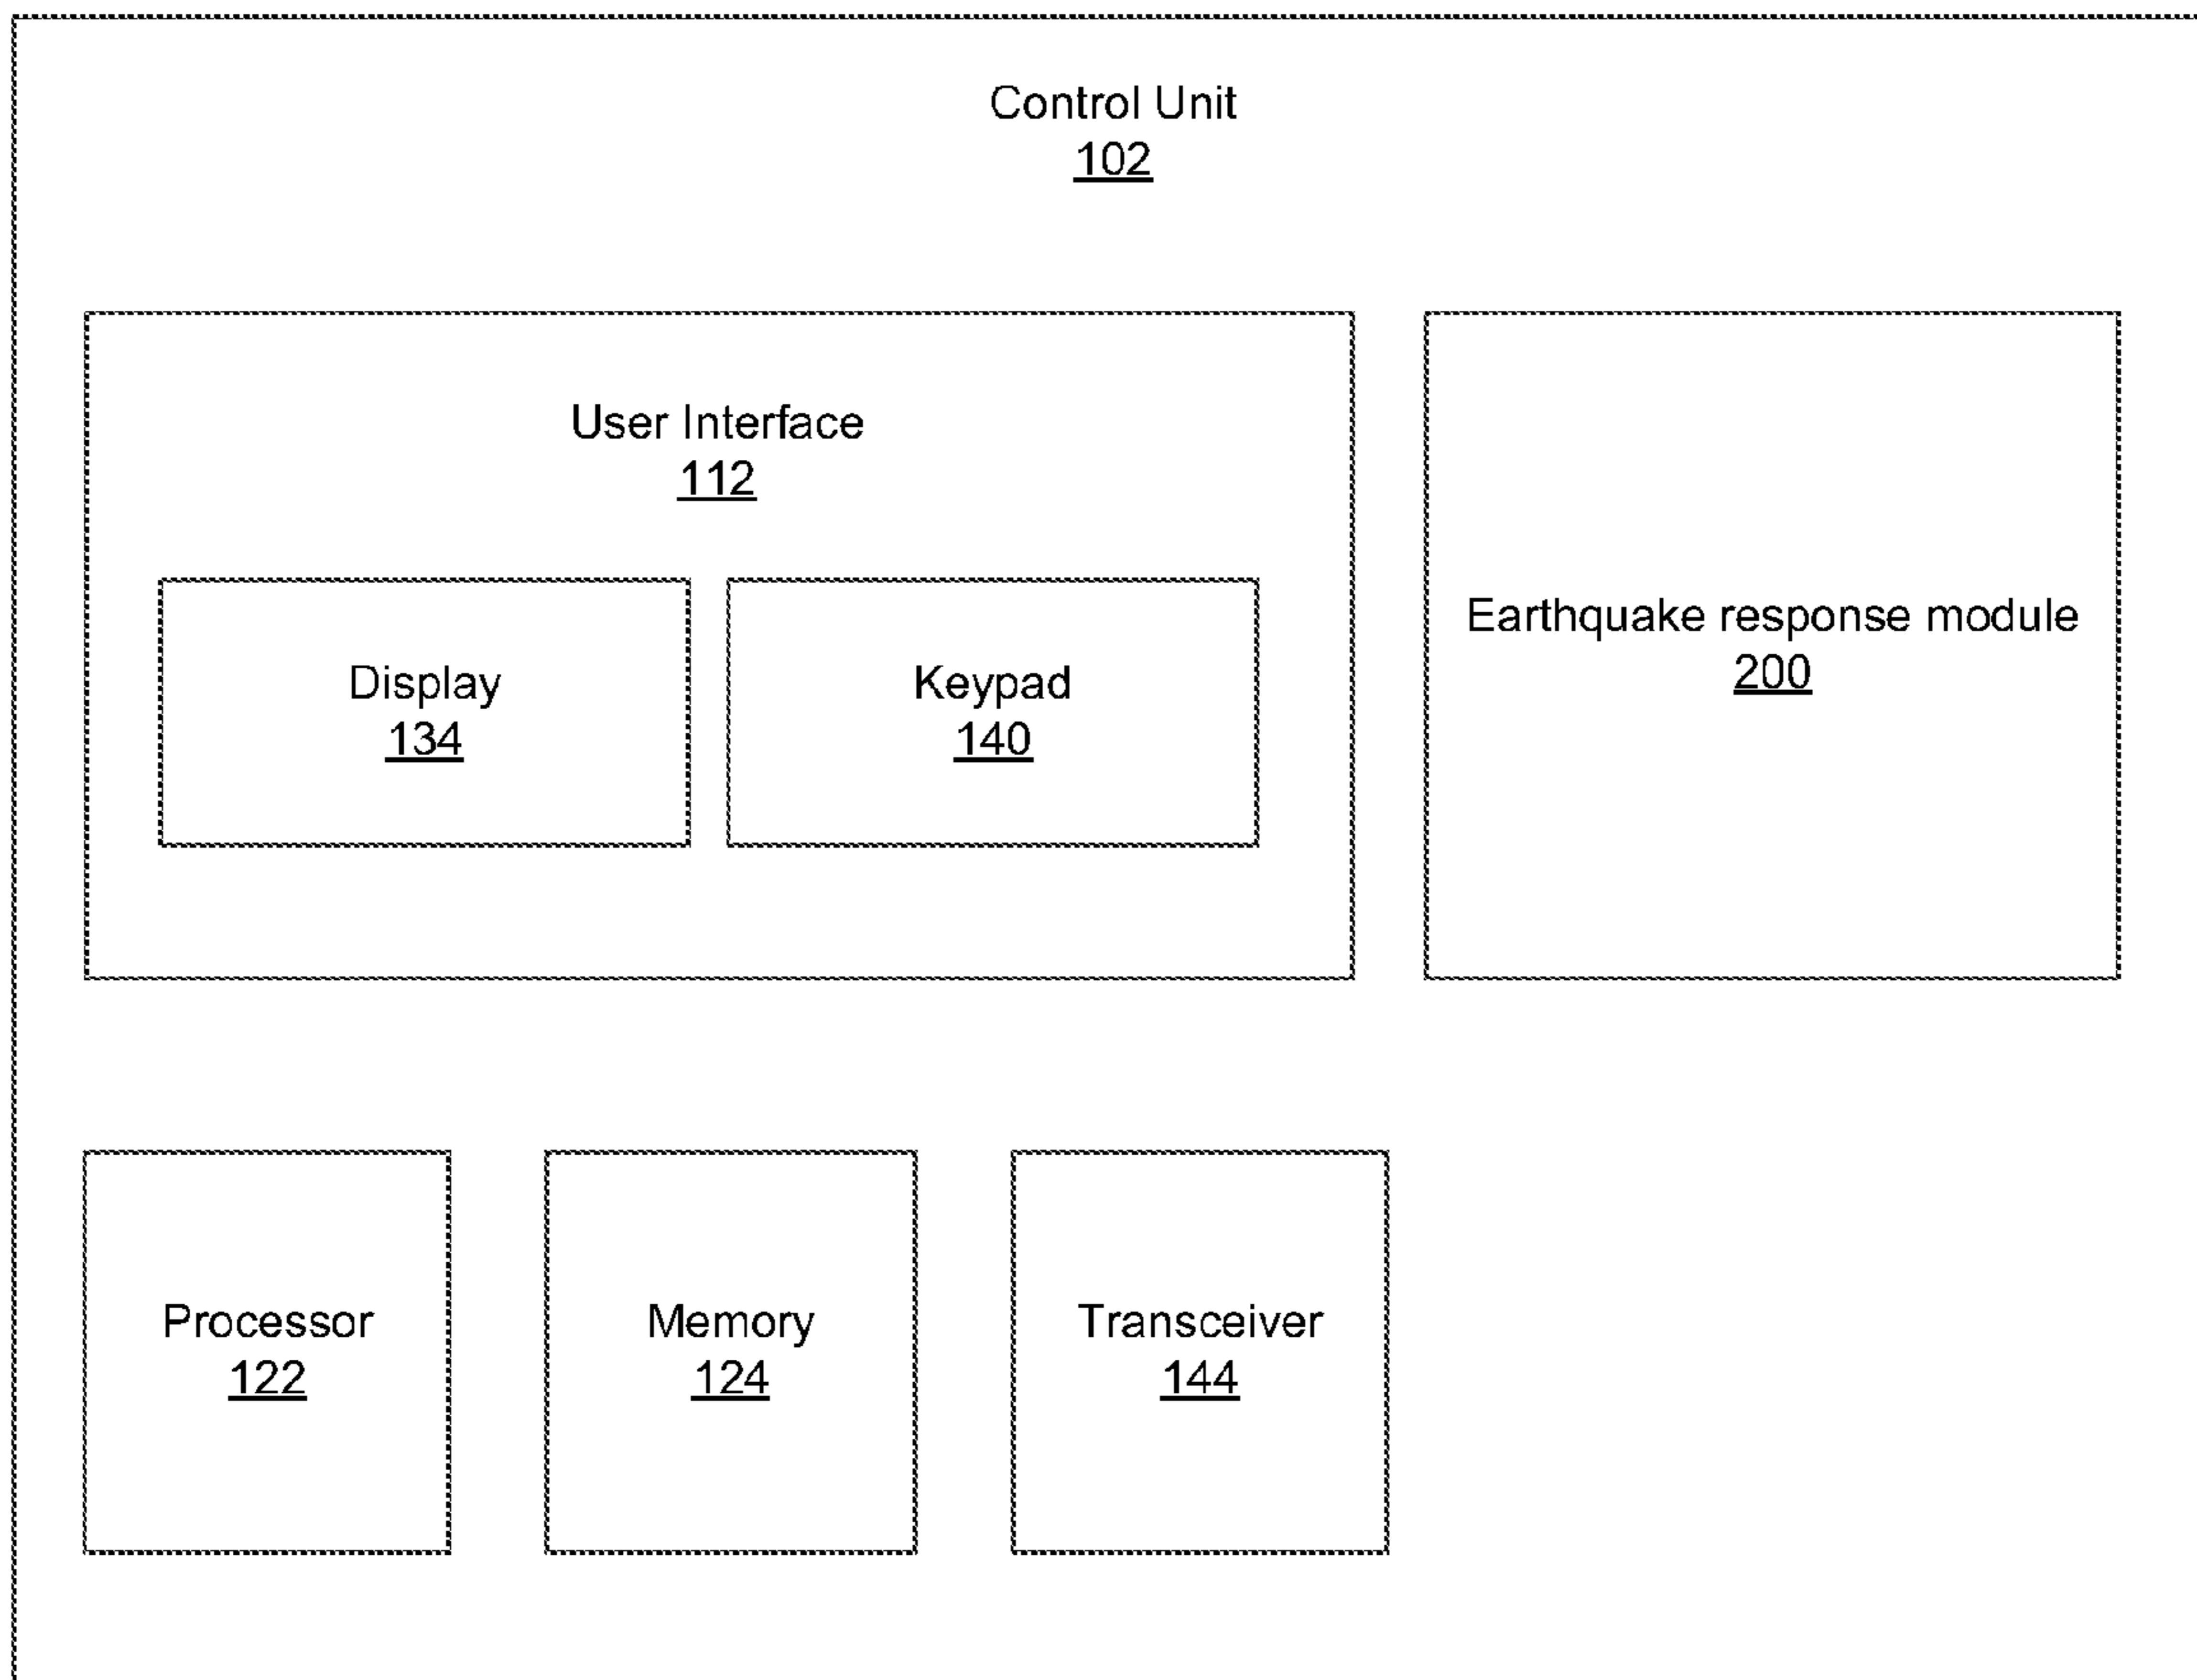 Control Unit
102
User Interface
112
Display
134
Keypad
140
Earthquake response module
200
Processor
122
Memory
124
Transceiver
144